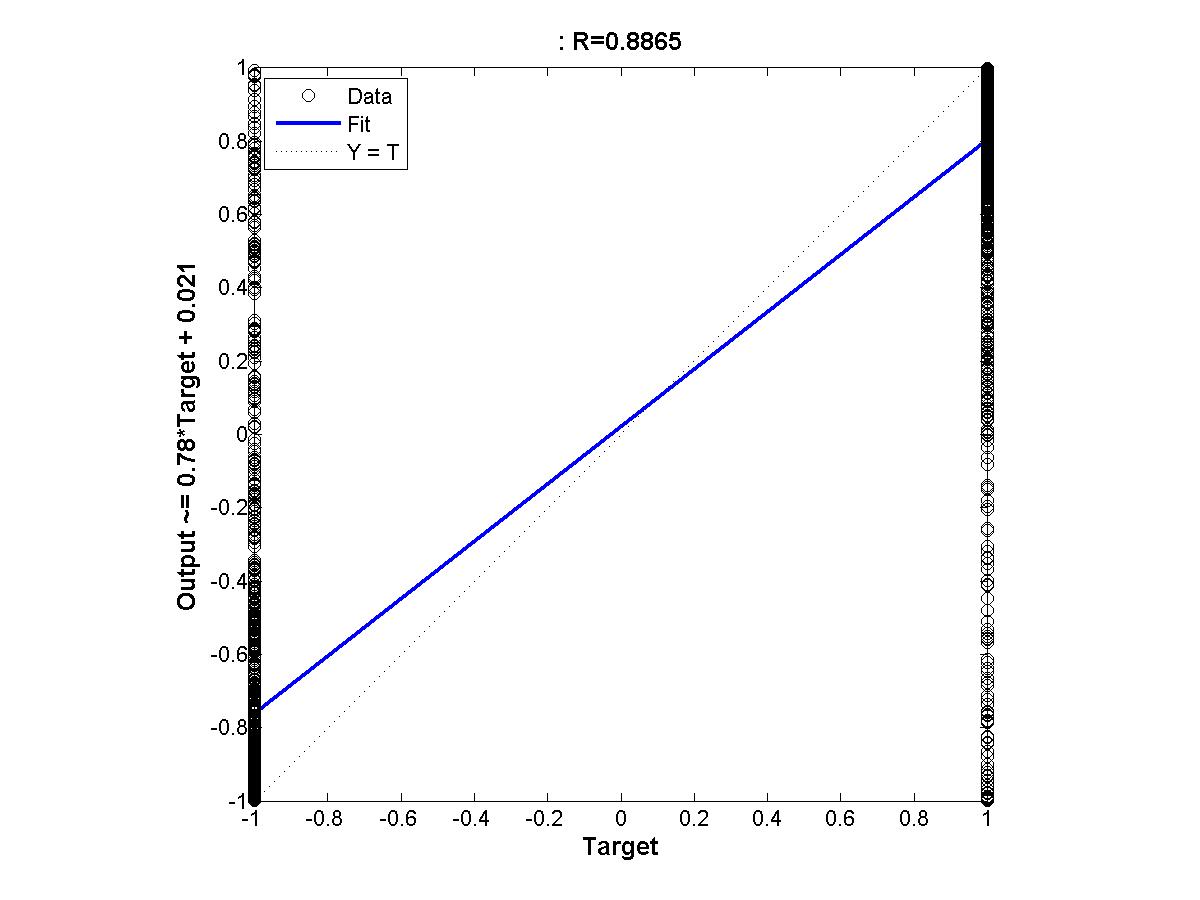 : R=0.8865
Data
Fit
Y = T
1
0.8
0.6
0.4
0.2
0
-0.2
-0.4
-0.6
-0.8
-1
Output ~= 0.78*Target + 0.021
-1 -0.8 -0.6 -0.4 -0.2 0 0.2 0.4 0.6 0.8 1
Target